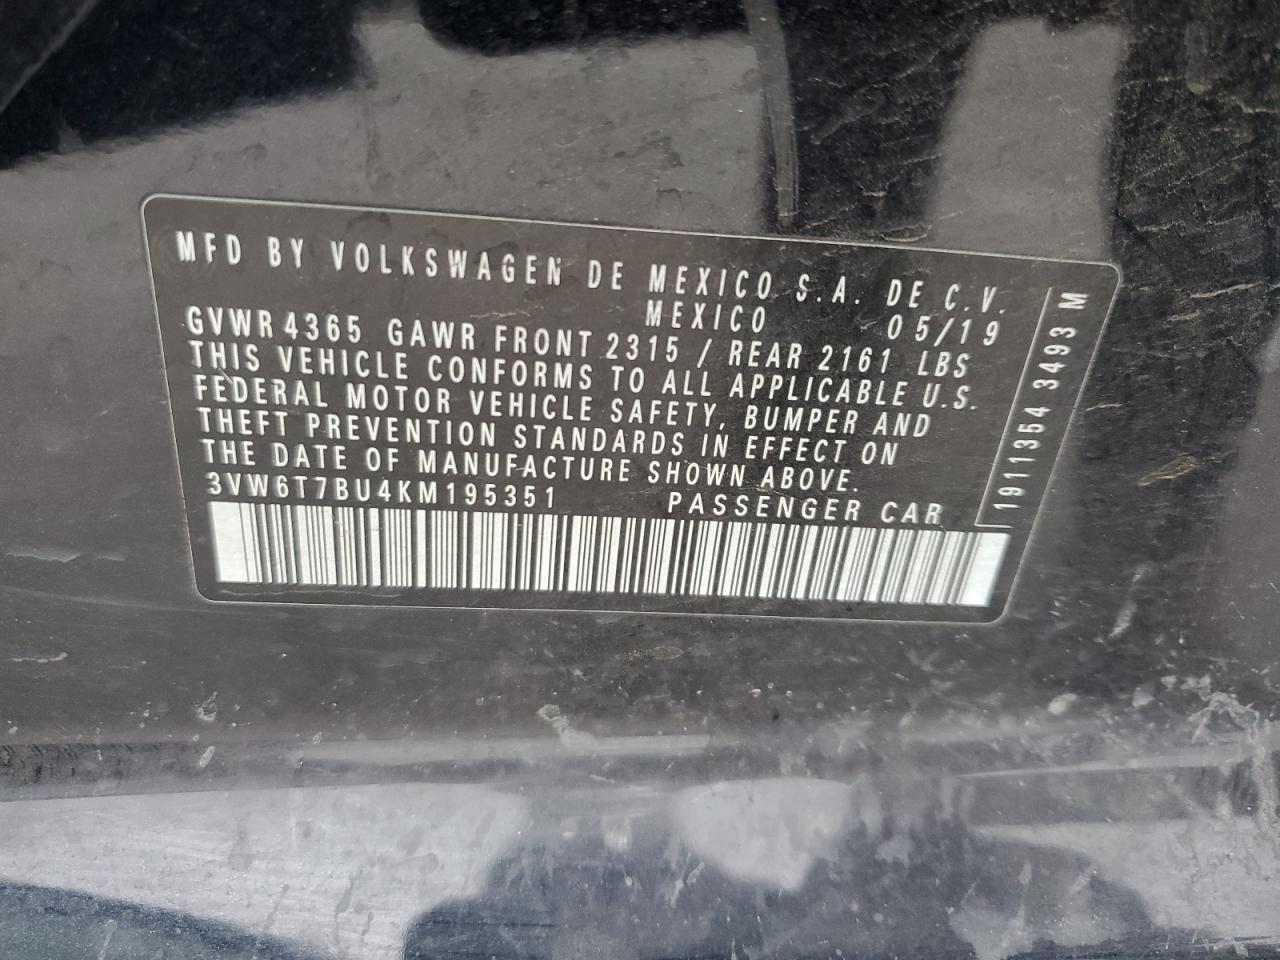 MFD BY VOLKSWAGEN DE MEXICO S.A. DE C.V.
MEXICO 05/19
GVWR 4365 GAWR FRONT 2315 / REAR 2161 LBS
THIS VEHICLE CONFORMS TO ALL APPLICABLE U.S.
FEDERAL MOTOR VEHICLE SAFETY, BUMPER AND
THEFT PREVENTION STANDARDS IN EFFECT ON
THE DATE OF MANUFACTURE SHOWN ABOVE.
3VW6T7BU4KM195351 PASSENGER CAR
1911354 3493 M